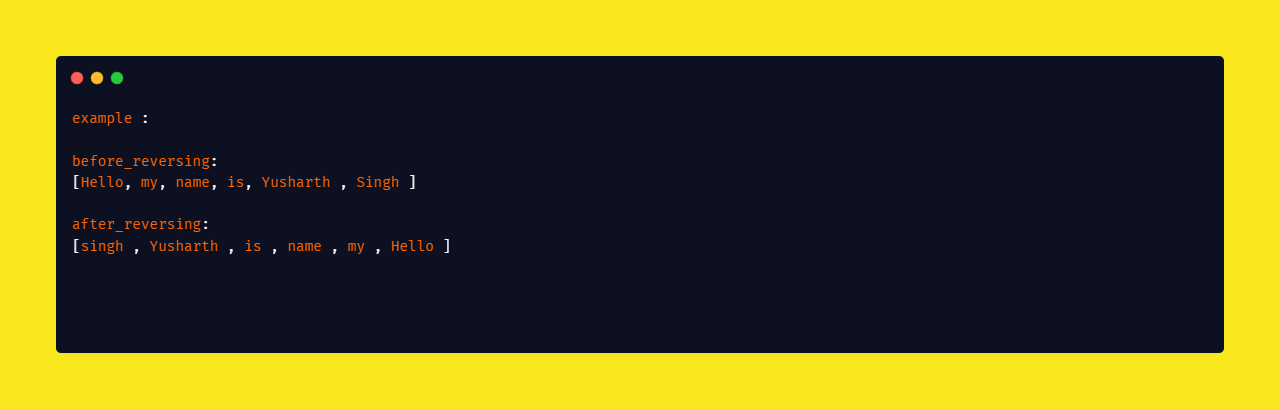 example :
before_reversing:
[Hello, my, name, is, Yusharth , Singh ]
after_reversing:
[singh , Yusharth , is , name , my , Hello ]